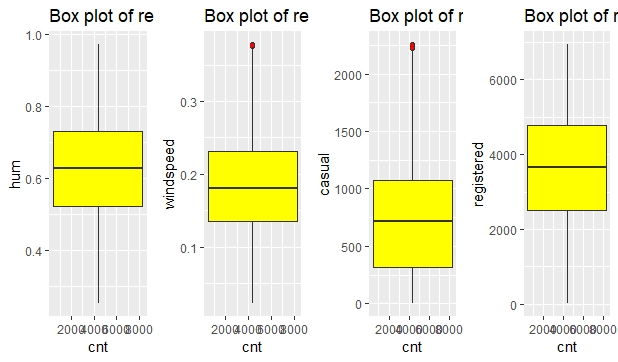 Box plot of re
Box plot of re
Box plot of r
Box plot of re
hum
1.0
0.8
0.6
0.4
2000 4000 6000 8000
cnt
windspeed
0.3
0.2
0.1
2000 4000 6000 8000
cnt
casual
2000
1500
1000
500
0
2000 4000 6000 8000
cnt
registered
6000
4000
2000
0
2000 4000 6000 8000
cnt